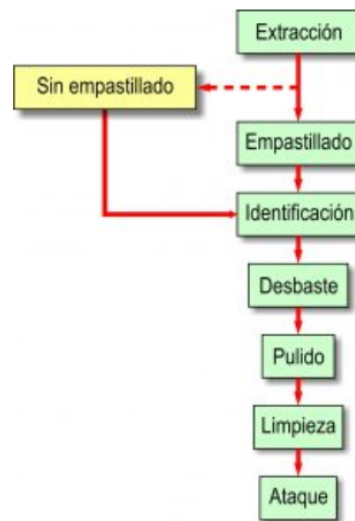 Extracción
Sin empastillado
Empastillado
Identificación
Desbaste
Pulido
Limpieza
Ataque